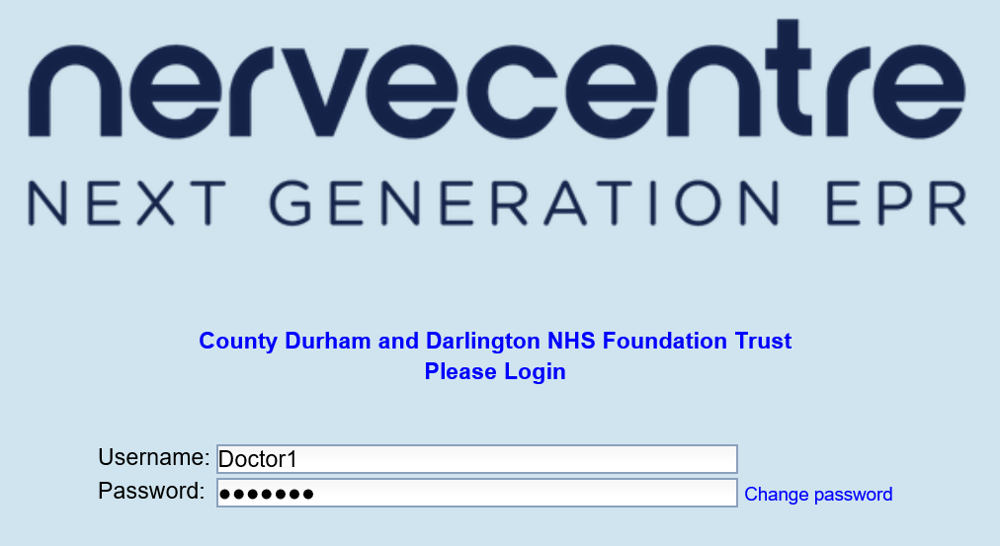 nervecentre
NEXT GENERATION EPR
County Durham and Darlington NHS Foundation Trust
Please Login
Username: Doctor1
Password: ●●●●●●● Change password